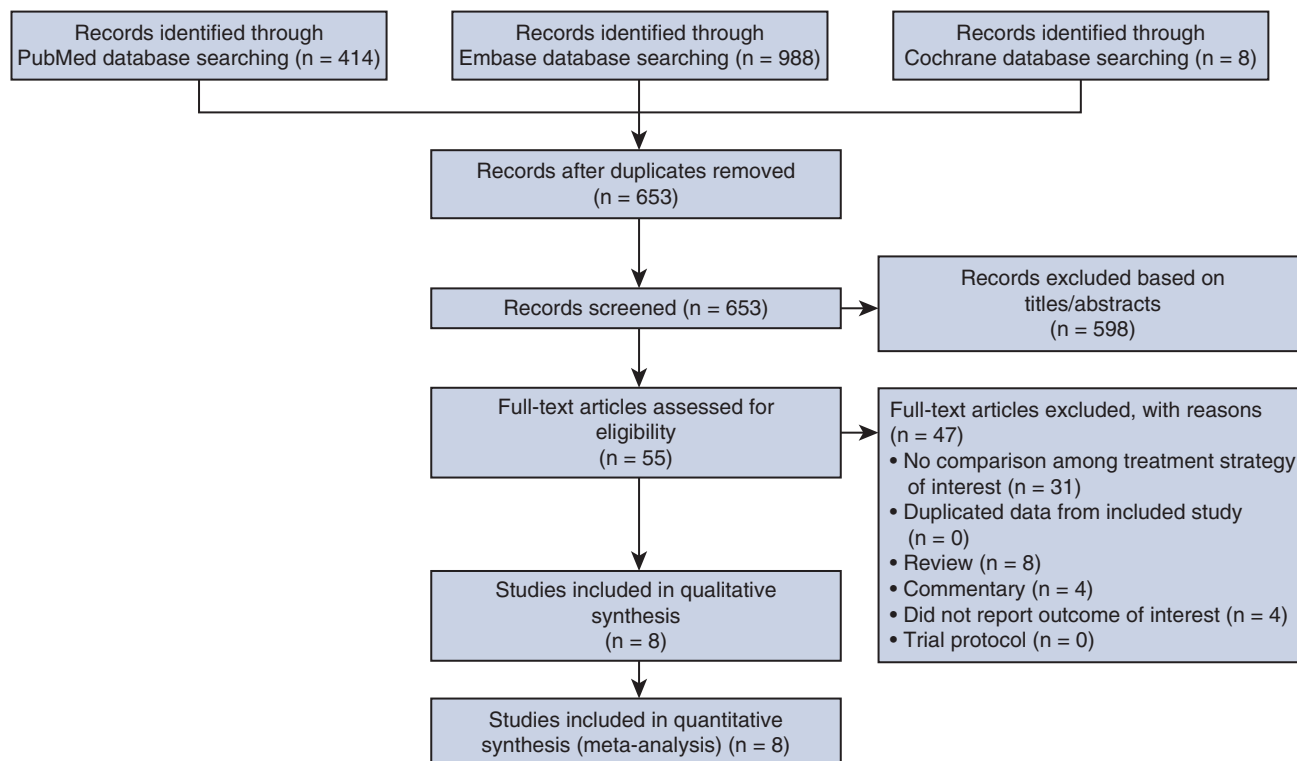 Records identified through
PubMed database searching (n = 414)
Records identified through
Embase database searching (n = 988)
Records identified through
Cochrane database searching (n = 8)
Records after duplicates removed
(n = 653)
Records screened (n = 653)
Records excluded based on
titles/abstracts
(n = 598)
Full-text articles assessed for
eligibility
(n = 55)
Full-text articles excluded, with reasons
(n = 47)
• No comparison among treatment strategy
of interest (n = 31)
• Duplicated data from included study
(n = 0)
• Review (n = 8)
• Commentary (n = 4)
• Did not report outcome of interest (n = 4)
• Trial protocol (n = 0)
Studies included in qualitative
synthesis
(n = 8)
Studies included in quantitative
synthesis (meta-analysis) (n = 8)